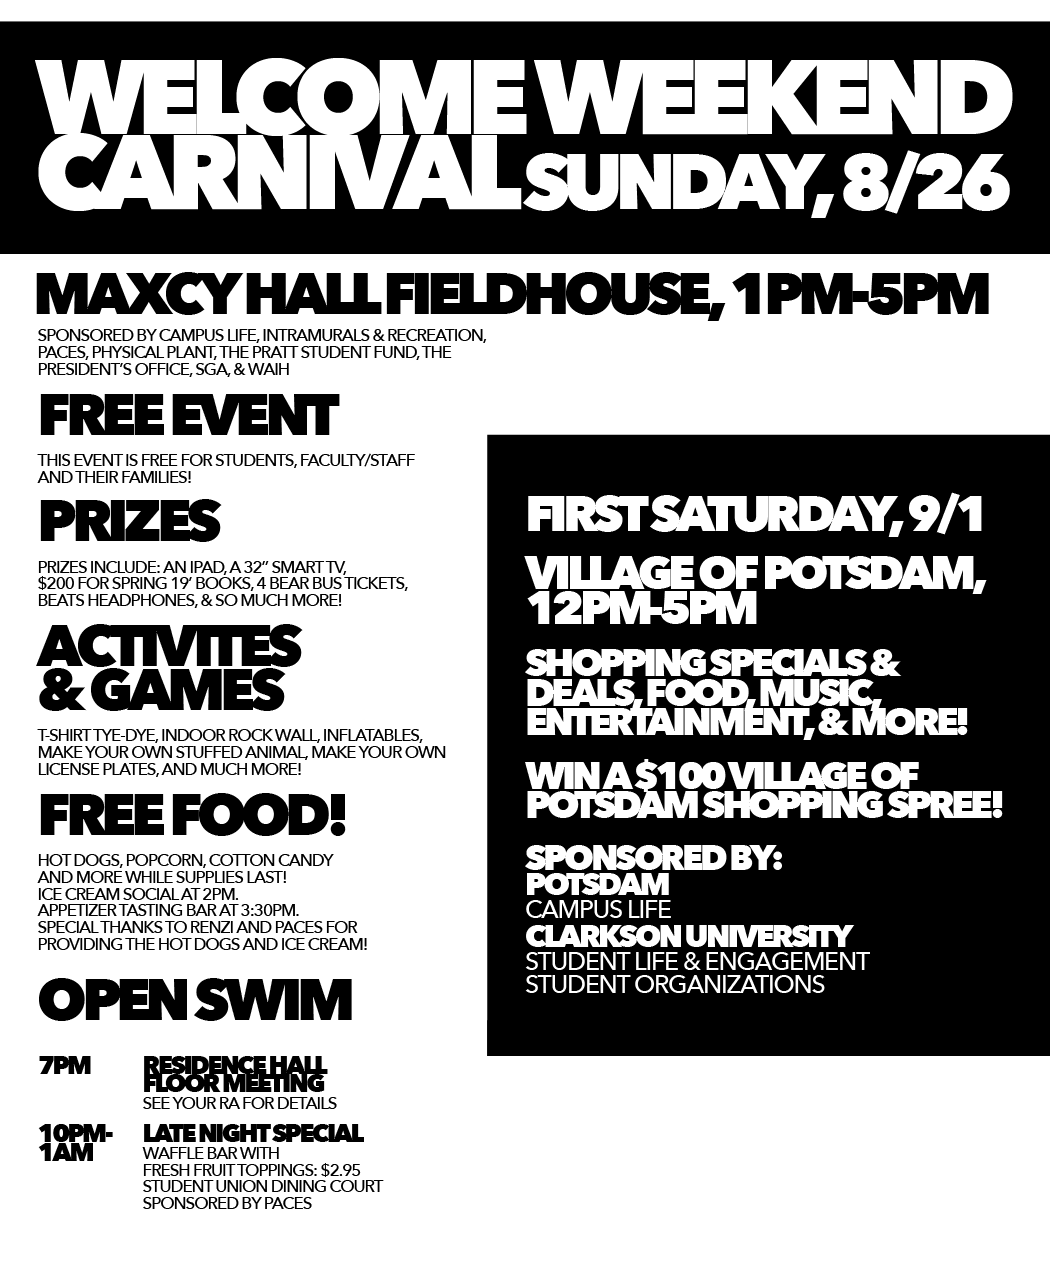 WELCOME WEEKEND
CARNIVAL SUNDAY, 8/26
MAXCY HALL FIELDHOUSE, 1PM-5PM
SPONSORED BY CAMPUS LIFE, INTRAMURALS & RECREATION,
PACES, PHYSICAL PLANT, THE PRATT STUDENT FUND, THE
PRESIDENT'S OFFICE, SGA, & WAIH
FREE EVENT
THIS EVENT IS FREE FOR STUDENTS, FACULTY/STAFF
AND THEIR FAMILIES!
PRIZES
PRIZES INCLUDE: AN IPAD, A 32” SMART TV,
$200 FOR SPRING 19’ BOOKS, 4 BEAR BUS TICKETS,
BEATS HEADPHONES, & SO MUCH MORE!
ACTIVITES
& GAMES
T-SHIRT TYE-DYE, INDOOR ROCK WALL, INFLATABLES,
MAKE YOUR OWN STUFFED ANIMAL, MAKE YOUR OWN
LICENSE PLATES, AND MUCH MORE!
FREE FOOD!
HOT DOGS, POPCORN, COTTON CANDY
AND MORE WHILE SUPPLIES LAST!
ICE CREAM SOCIAL AT 2PM.
APPETIZER TASTING BAR AT 3:30PM.
SPECIAL THANKS TO RENZI AND PACES FOR
PROVIDING THE HOT DOGS AND ICE CREAM!
OPEN SWIM
7PM RESIDENCE HALL
FLOOR MEETING
SEE YOUR RA FOR DETAILS
10PM- LATE NIGHT SPECIAL
1AM WAFFLE BAR WITH
FRESH FRUIT TOPPINGS: $2.95
STUDENT UNION DINING COURT
SPONSORED BY PACES
FIRST SATURDAY, 9/1
VILLAGE OF POTSDAM,
12PM-5PM
SHOPPING SPECIALS &
DEALS, FOOD, MUSIC,
ENTERTAINMENT, & MORE!
WIN A $100 VILLAGE OF
POTSDAM SHOPPING SPREE!
SPONSORED BY:
POTSDAM
CAMPUS LIFE
CLARKSON UNIVERSITY
STUDENT LIFE & ENGAGEMENT
STUDENT ORGANIZATIONS